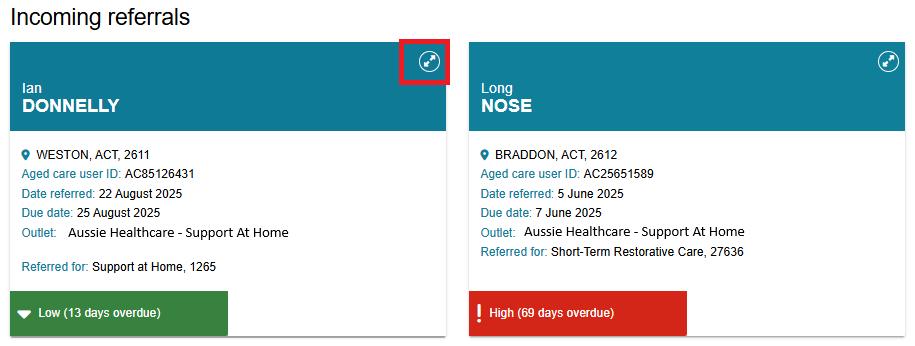 Incoming referrals
Ian
DONNELLY
WESTON, ACT, 2611
Aged care user ID: AC85126431
Date referred: 22 August 2025
Due date: 25 August 2025
Outlet: Aussie Healthcare - Support At Home
Referred for: Support at Home, 1265
Low (13 days overdue)
Long
NOSE
BRADDON, ACT, 2612
Aged care user ID: AC25651589
Date referred: 5 June 2025
Due date: 7 June 2025
Outlet: Aussie Healthcare - Support At Home
Referred for: Short-Term Restorative Care, 27636
High (69 days overdue)